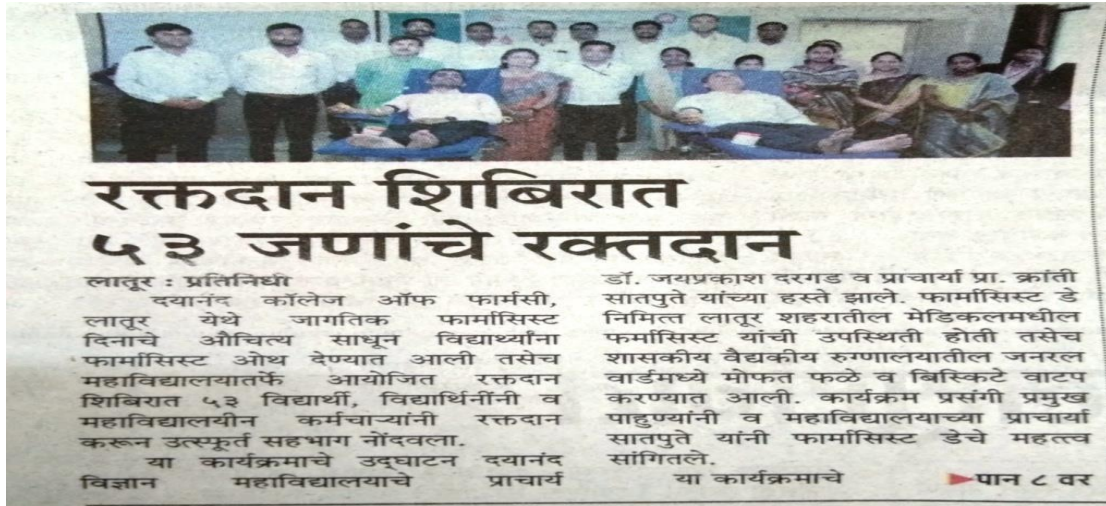 रक्तदान शिबिरात
५३ जणांचे रक्तदान
लातूर : प्रतिनिधी
दयानंद कॉलेज ऑफ फार्मसी,
लातूर येथे जागतिक फार्मासिस्ट
दिनाचे औचित्य साधून विद्यार्थ्यांना
फार्मासिस्ट ओथ देण्यात आली तसेच
महाविद्यालयातर्फे आयोजित रक्तदान
शिबिरात ५३ विद्यार्थी, विद्यार्थिनींनी व
महाविद्यालयीन कर्मचाऱ्यांनी रक्तदान
करून उत्स्फूर्त सहभाग नोंदवला.
या कार्यक्रमाचे उद्घाटन दयानंद
विज्ञान महाविद्यालयाचे प्राचार्य
डॉ. जयप्रकाश दरगड व प्राचार्या प्रा. क्रांती
सातपुते यांच्या हस्ते झाले. फार्मासिस्ट डे
निमित्त लातूर शहरातील मेडिकलमधील
फर्मासिस्ट यांची उपस्थिती होती तसेच
शासकीय वैद्यकीय रुग्णालयातील जनरल
वार्डमध्ये मोफत फळे व बिस्किटे वाटप
करण्यात आली. कार्यक्रम प्रसंगी प्रमुख
पाहुण्यांनी व महाविद्यालयाच्या प्राचार्या
सातपुते यांनी फार्मासिस्ट डेचे महत्त्व
सांगितले.
या कार्यक्रमाचे ▶पान ८ वर